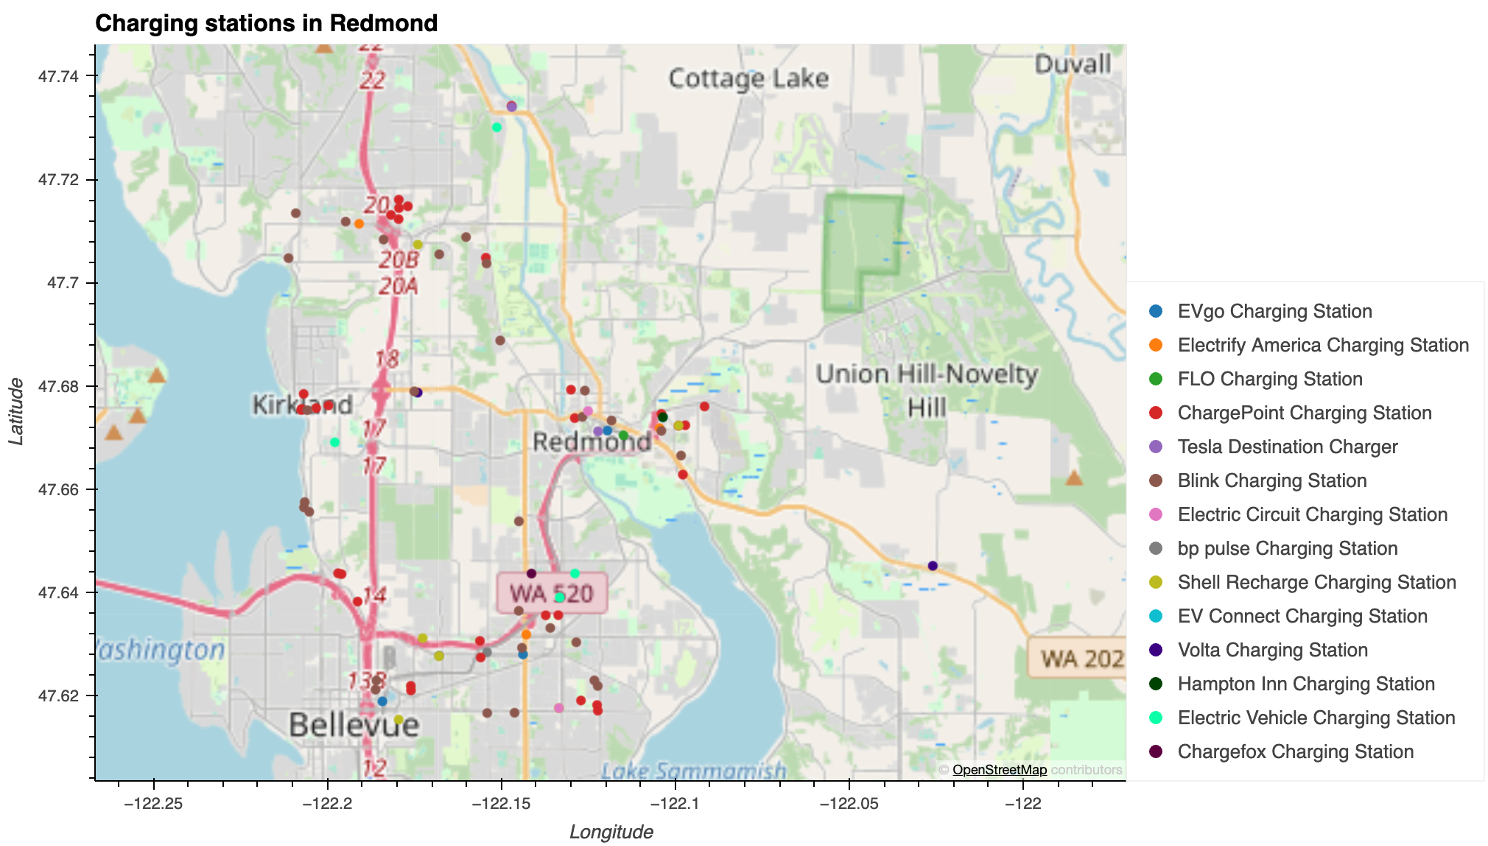 Charging stations in Redmond
22
22
Cottage Lake
Duvall
47.74
47.72
20
20B
20A
47.7
18
Union Hill-Novelty
Hill
47.68
Kirkland
17
Redmond
17
47.66
WA 520
14
47.64
ashington
WA 202
13B
47.62
Bellevue
12
Lake Sammamish
© OpenStreetMap contributors
Latitude
−122.25
−122.2
−122.15
−122.1
−122.05
−122
Longitude
EVgo Charging Station
Electrify America Charging Station
FLO Charging Station
ChargePoint Charging Station
Tesla Destination Charger
Blink Charging Station
Electric Circuit Charging Station
bp pulse Charging Station
Shell Recharge Charging Station
EV Connect Charging Station
Volta Charging Station
Hampton Inn Charging Station
Electric Vehicle Charging Station
Chargefox Charging Station